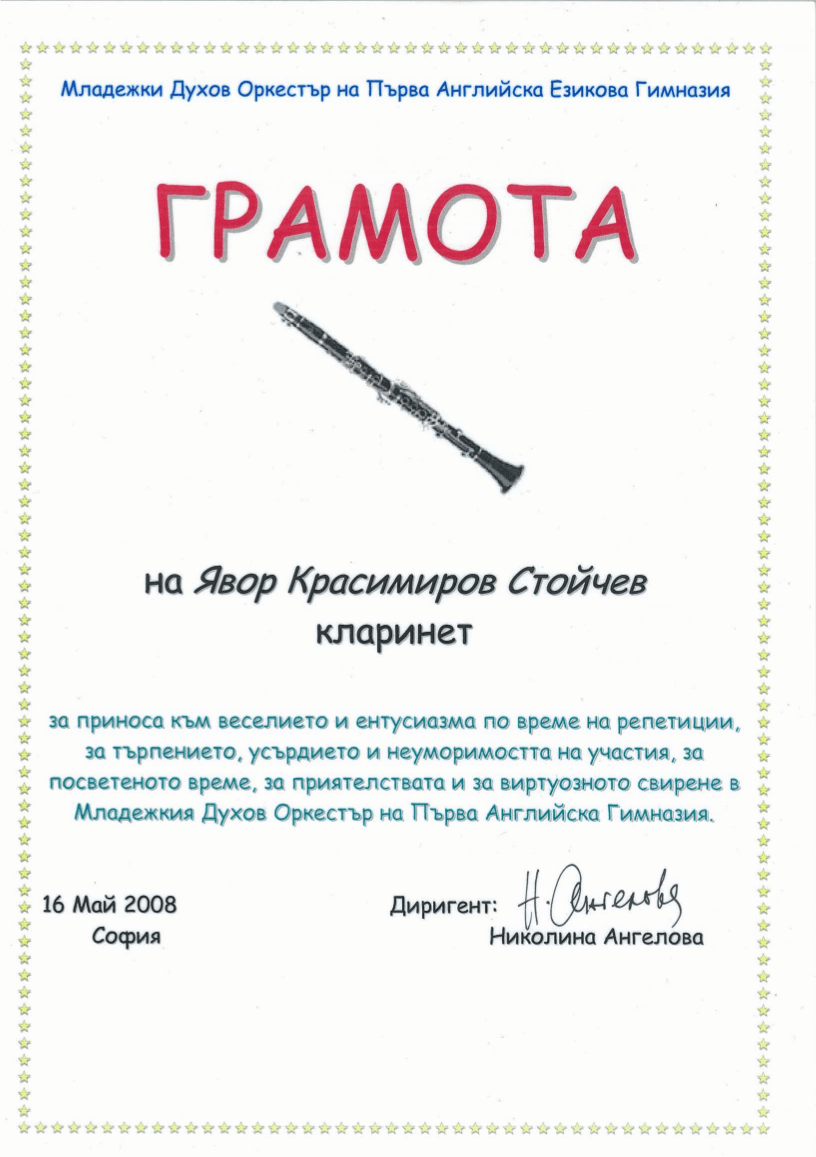 Младежки Духов Оркестър на Първа Английска Езикова Гимназия
ГРАМОТА
на Явор Красимиров Стойчев
кларинет
за приноса към веселието и ентусиазма по време на репетиции,
за търпението, усърдието и неуморимостта на участия, за
посветеното време, за приятелствата и за виртуозното свирене в
Младежкия Духов Оркестър на Първа Английска Гимназия.
16 Май 2008 Диригент: Н. Ангелова
София Николина Ангелова